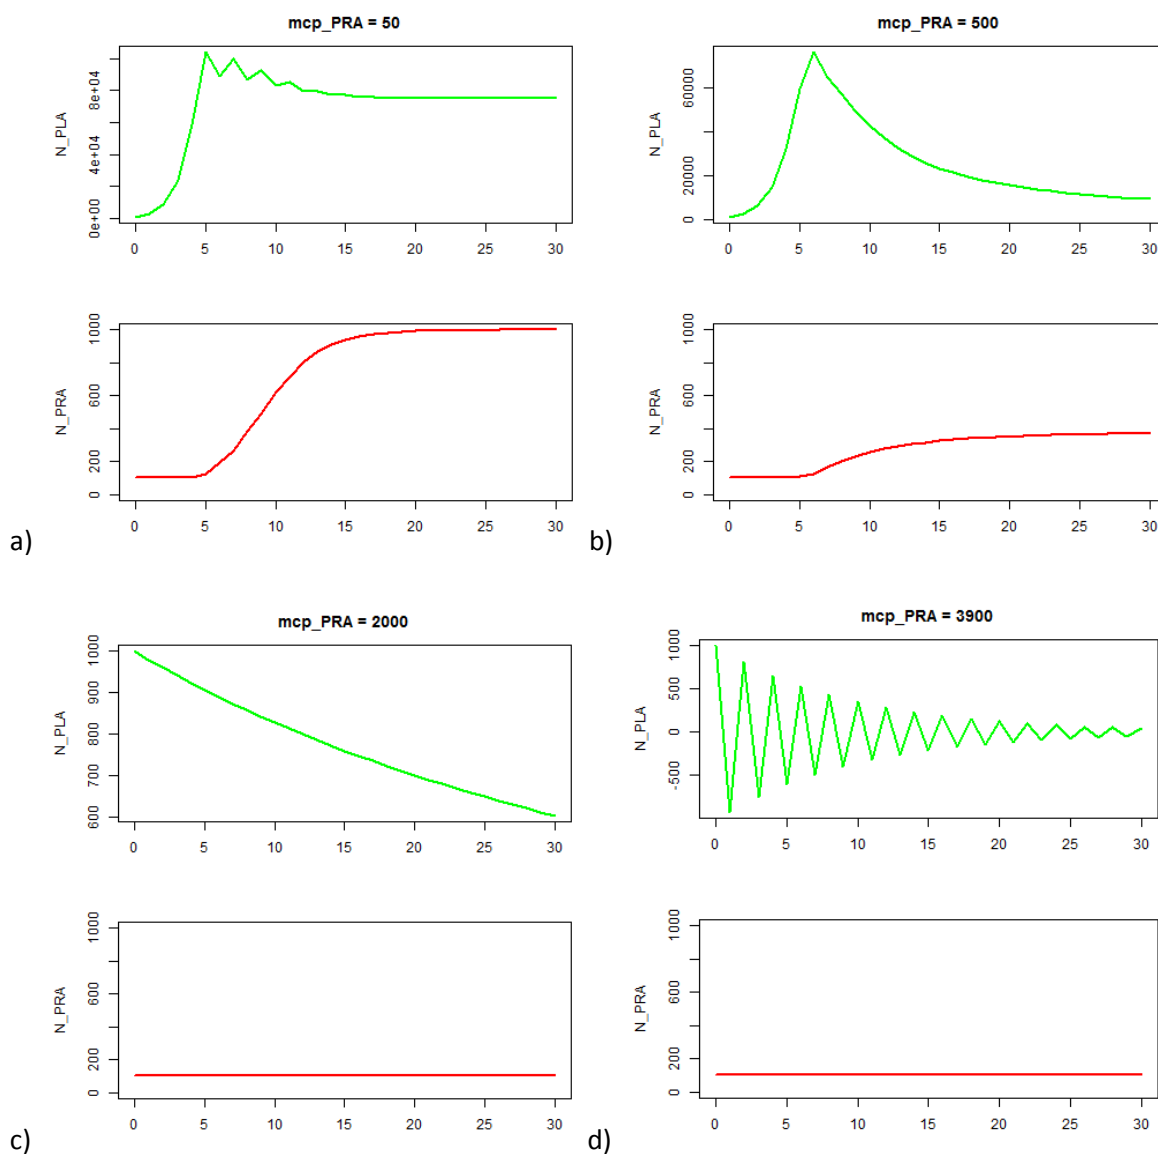 mcp_PRA = 50
N_PLA
0e+00 4e+04 8e+04
0 5 10 15 20 25 30
N_PRA
0 200 600 1000
0 5 10 15 20 25 30
a)
mcp_PRA = 500
N_PLA
0 20000 60000
0 5 10 15 20 25 30
N_PRA
0 200 600 1000
0 5 10 15 20 25 30
b)
mcp_PRA = 2000
N_PLA
600 700 800 900 1000
0 5 10 15 20 25 30
N_PRA
0 200 600 1000
0 5 10 15 20 25 30
c)
mcp_PRA = 3900
N_PLA
-500 0 500 1000
0 5 10 15 20 25 30
N_PRA
0 200 600 1000
0 5 10 15 20 25 30
d)